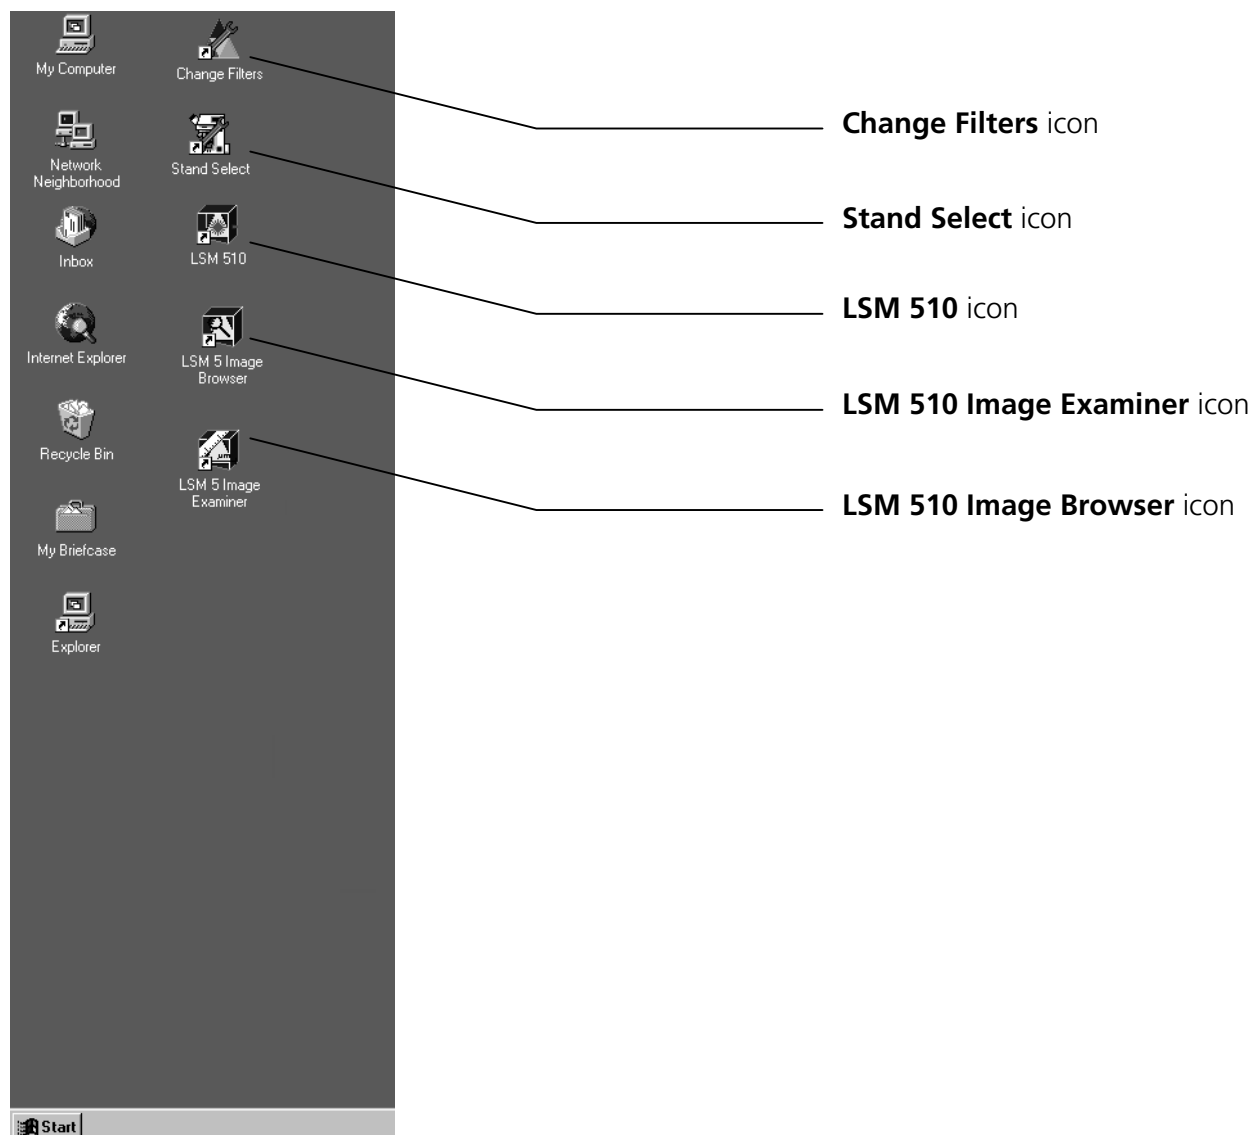 My Computer
Change Filters
Change Filters icon
Network
Neighborhood
Stand Select
Stand Select icon
Inbox
LSM 510
LSM 510 icon
Internet Explorer
LSM 5 Image
Browser
LSM 510 Image Examiner icon
Recycle Bin
LSM 5 Image
Examiner
µm
LSM 510 Image Browser icon
My Briefcase
Explorer
Start